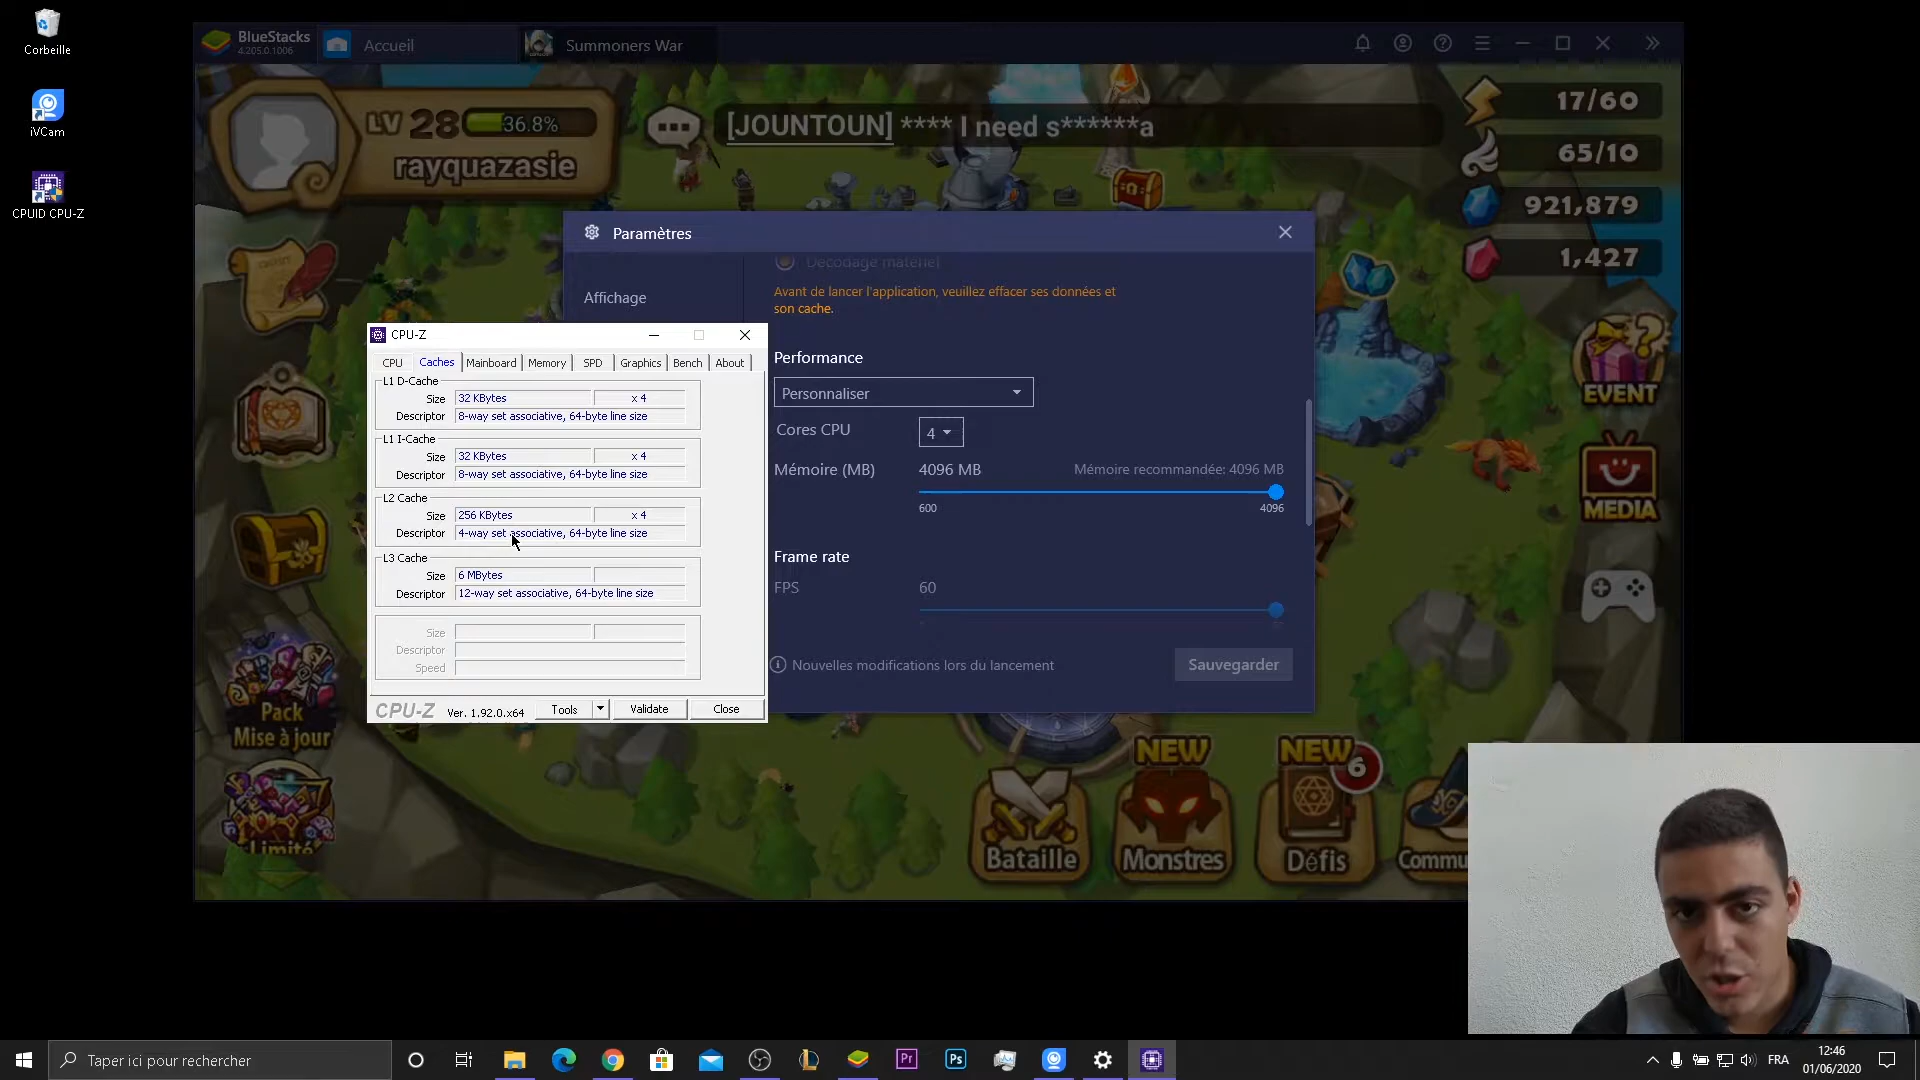 Corbeille
iVCam
CPUID CPU-Z
BlueStacks
4.205.0.1006
Accueil
Summoners War
LV 28
36.8%
rayquazasie
[JOUNTOUN] **** I need s******a
17/60
65/10
921,879
1,427
EVENT
MEDIA
Pack
Mise à jour
Limité
Paramètres
Affichage
Décodage matériel
Avant de lancer l'application, veuillez effacer ses données et
son cache.
Performance
Personnaliser
Cores CPU
4
Mémoire (MB)
4096 MB
Mémoire recommandée: 4096 MB
600
4096
Frame rate
FPS
60
Nouvelles modifications lors du lancement
Sauvegarder
CPU-Z
CPU
Caches
Mainboard
Memory
SPD
Graphics
Bench
About
L1 D-Cache
Size
32 KBytes
x 4
Descriptor
8-way set associative, 64-byte line size
L1 I-Cache
Size
32 KBytes
x 4
Descriptor
8-way set associative, 64-byte line size
L2 Cache
Size
256 KBytes
x 4
Descriptor
4-way set associative, 64-byte line size
L3 Cache
Size
6 MBytes
Descriptor
12-way set associative, 64-byte line size
Size
Descriptor
Speed
CPU-Z
Ver. 1.92.0.x64
Tools
Validate
Close
NEW
NEW
6
Bataille
Monstres
Défis
Commu
Taper ici pour rechercher
Pr
Ps
FRA
12:46
01/06/2020